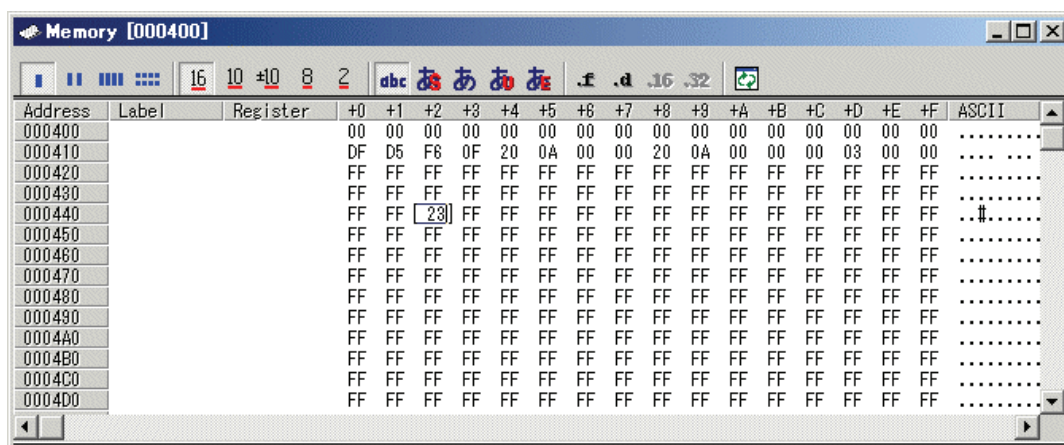 Memory [000400]
16 10 ±10 8 2 abc あS あ あU あE .f .d .16 .32
Address Label Register +0 +1 +2 +3 +4 +5 +6 +7 +8 +9 +A +B +C +D +E +F ASCII
000400 00 00 00 00 00 00 00 00 00 00 00 00 00 00 00 00 .........
000410 DF D5 F6 0F 20 0A 00 00 20 0A 00 00 00 03 00 00 .... ...
000420 FF FF FF FF FF FF FF FF FF FF FF FF FF FF FF FF .........
000430 FF FF FF FF FF FF FF FF FF FF FF FF FF FF FF FF .........
000440 FF FF 23 FF FF FF FF FF FF FF FF FF FF FF FF FF ..#......
000450 FF FF FF FF FF FF FF FF FF FF FF FF FF FF FF FF .........
000460 FF FF FF FF FF FF FF FF FF FF FF FF FF FF FF FF .........
000470 FF FF FF FF FF FF FF FF FF FF FF FF FF FF FF FF .........
000480 FF FF FF FF FF FF FF FF FF FF FF FF FF FF FF FF .........
000490 FF FF FF FF FF FF FF FF FF FF FF FF FF FF FF FF .........
0004A0 FF FF FF FF FF FF FF FF FF FF FF FF FF FF FF FF .........
0004B0 FF FF FF FF FF FF FF FF FF FF FF FF FF FF FF FF .........
0004C0 FF FF FF FF FF FF FF FF FF FF FF FF FF FF FF FF .........
0004D0 FF FF FF FF FF FF FF FF FF FF FF FF FF FF FF FF .........